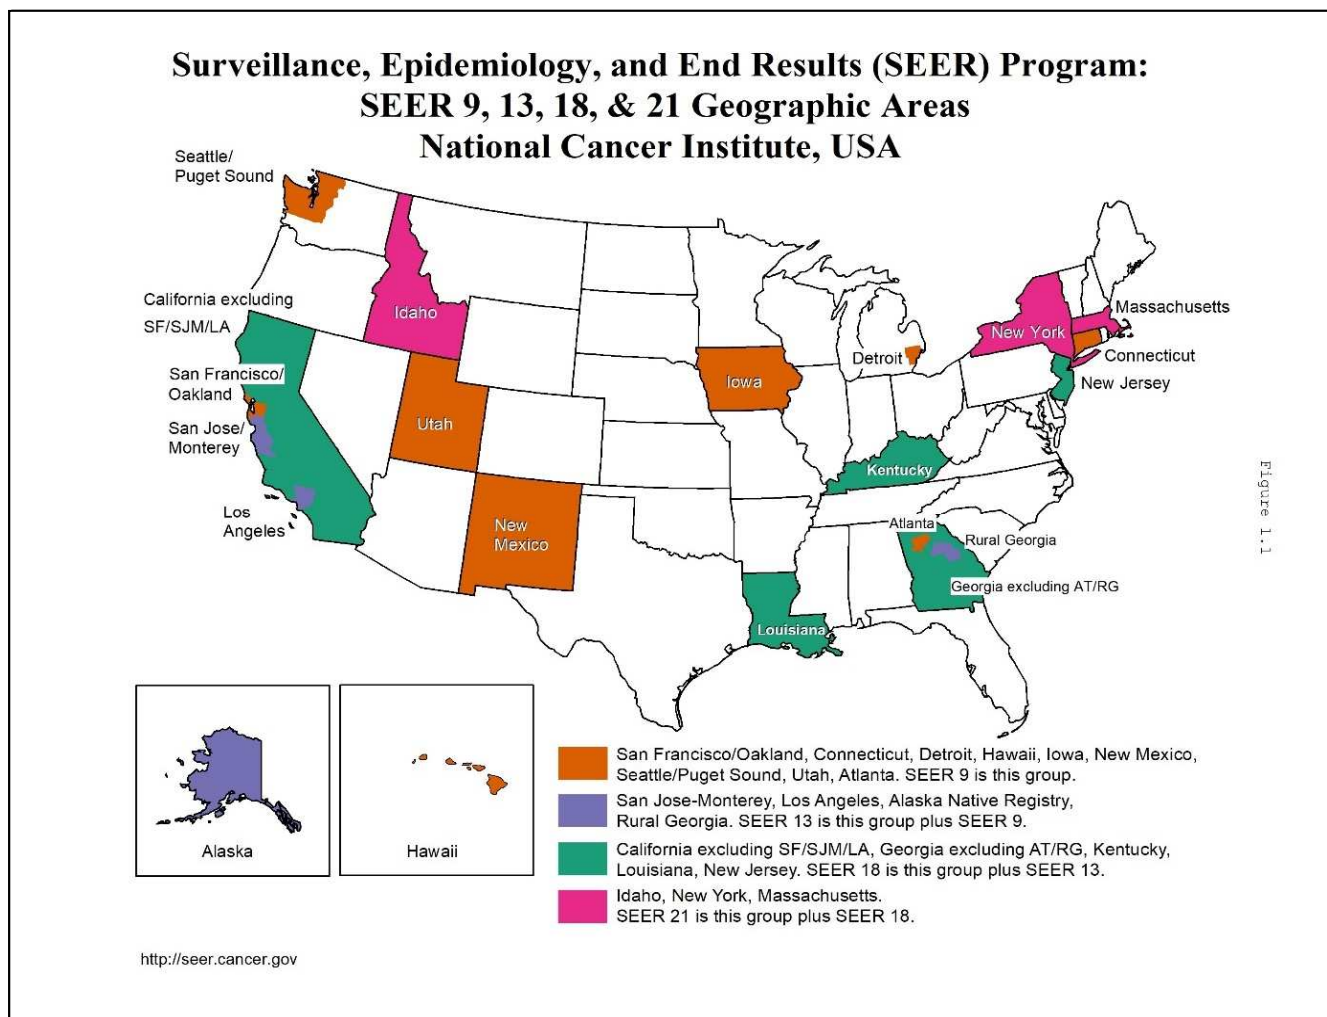 Surveillance, Epidemiology, and End Results (SEER) Program:
SEER 9, 13, 18, & 21 Geographic Areas
National Cancer Institute, USA
Seattle/
Puget Sound
California excluding
SF/SJM/LA
San Francisco/
Oakland
San Jose/
Monterey
Los
Angeles
Idaho
Utah
New
Mexico
Iowa
Detroit
New York
Massachusetts
Connecticut
New Jersey
Kentucky
Atlanta
Rural Georgia
Georgia excluding AT/RG
Louisiana
Figure 1.1
Alaska
Hawaii
San Francisco/Oakland, Connecticut, Detroit, Hawaii, Iowa, New Mexico,
Seattle/Puget Sound, Utah, Atlanta. SEER 9 is this group.
San Jose-Monterey, Los Angeles, Alaska Native Registry,
Rural Georgia. SEER 13 is this group plus SEER 9.
California excluding SF/SJM/LA, Georgia excluding AT/RG, Kentucky,
Louisiana, New Jersey. SEER 18 is this group plus SEER 13.
Idaho, New York, Massachusetts.
SEER 21 is this group plus SEER 18.
http://seer.cancer.gov